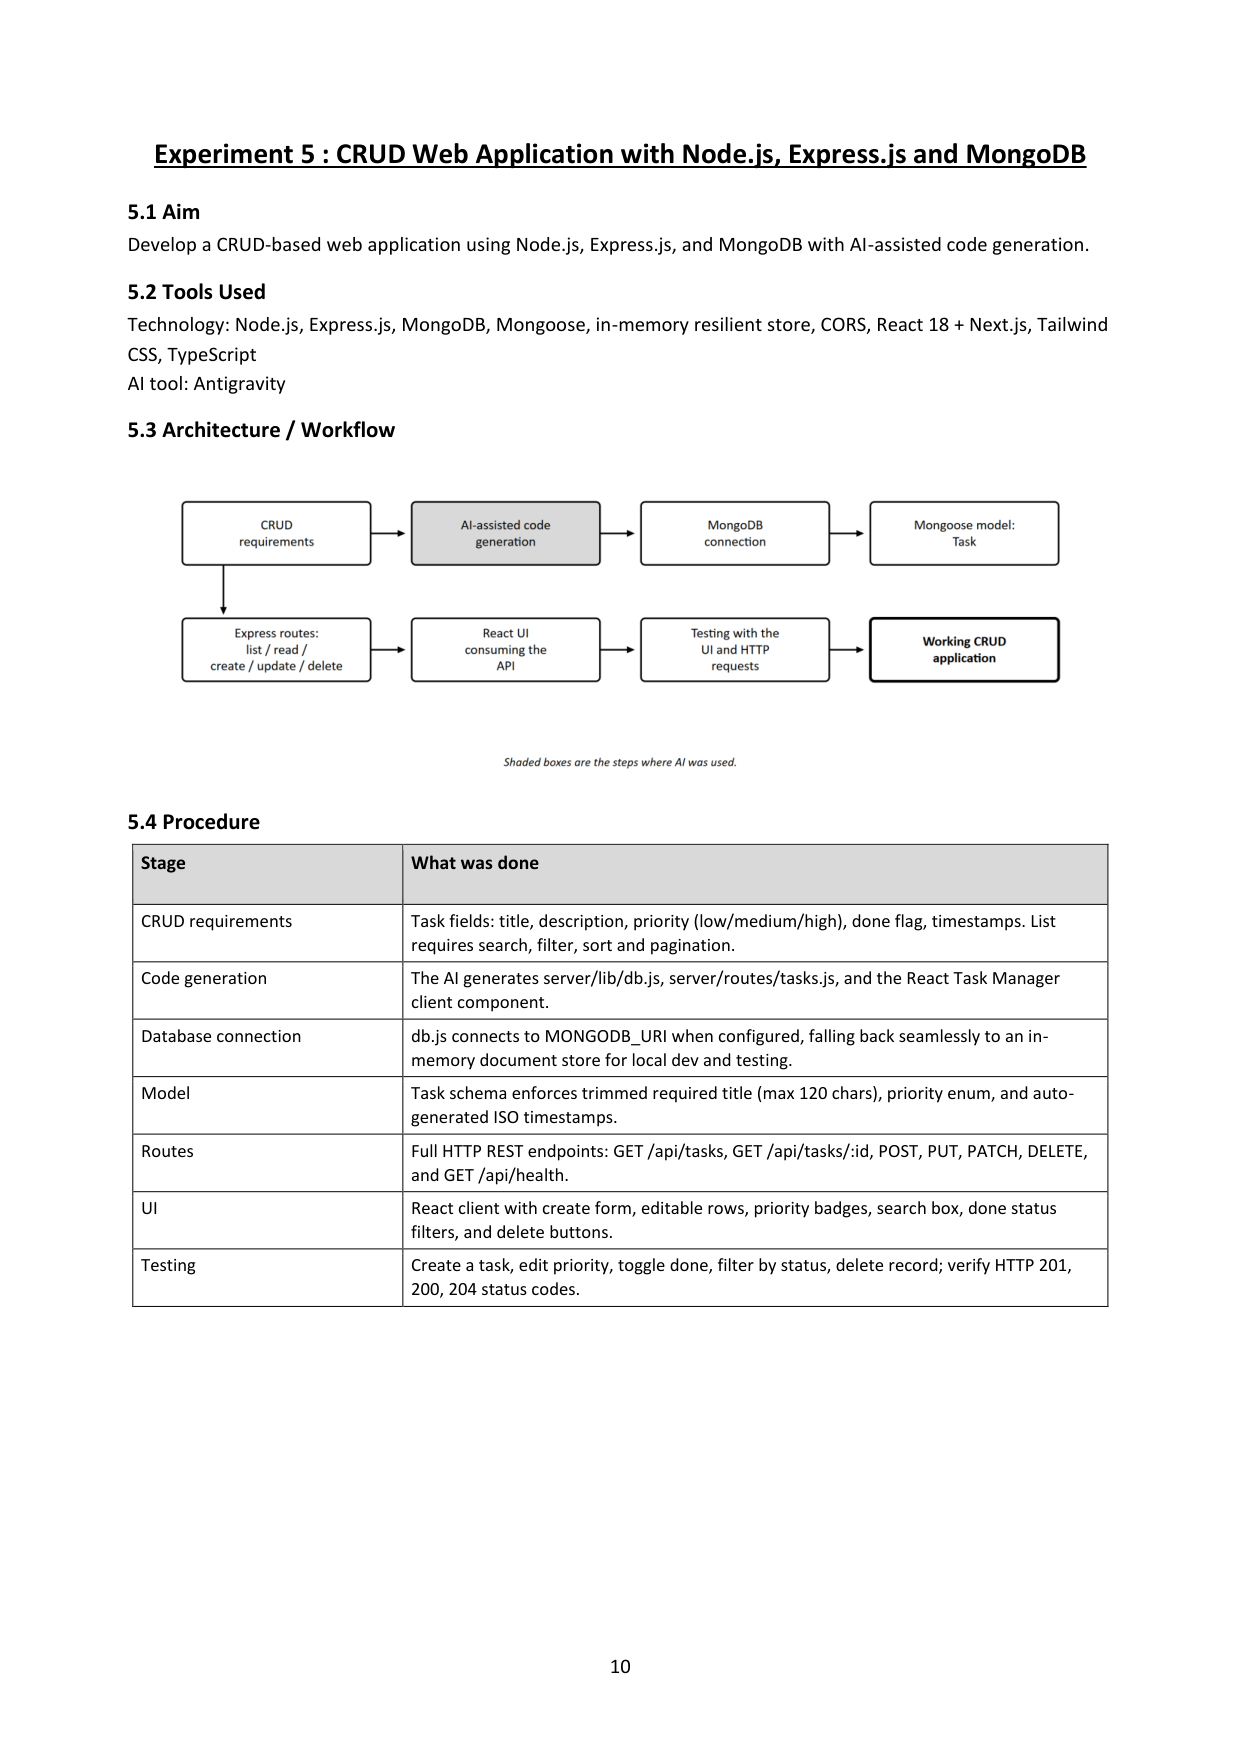 Experiment 5 : CRUD Web Application with Node.js, Express.js and MongoDB
5.1 Aim
Develop a CRUD-based web application using Node.js, Express.js, and MongoDB with AI-assisted code generation.
5.2 Tools Used
Technology: Node.js, Express.js, MongoDB, Mongoose, in-memory resilient store, CORS, React 18 + Next.js, Tailwind
CSS, TypeScript
AI tool: Antigravity
5.3 Architecture / Workflow
CRUD
requirements
AI-assisted code
generation
MongoDB
connection
Mongoose model:
Task
Express routes:
list / read /
create / update / delete
React UI
consuming the
API
Testing with the
UI and HTTP
requests
Working CRUD
application
Shaded boxes are the steps where AI was used.
5.4 Procedure
Stage
What was done
CRUD requirements
Task fields: title, description, priority (low/medium/high), done flag, timestamps. List
requires search, filter, sort and pagination.
Code generation
The AI generates server/lib/db.js, server/routes/tasks.js, and the React Task Manager
client component.
Database connection
db.js connects to MONGODB_URI when configured, falling back seamlessly to an in-
memory document store for local dev and testing.
Model
Task schema enforces trimmed required title (max 120 chars), priority enum, and auto-
generated ISO timestamps.
Routes
Full HTTP REST endpoints: GET /api/tasks, GET /api/tasks/:id, POST, PUT, PATCH, DELETE,
and GET /api/health.
UI
React client with create form, editable rows, priority badges, search box, done status
filters, and delete buttons.
Testing
Create a task, edit priority, toggle done, filter by status, delete record; verify HTTP 201,
200, 204 status codes.
10